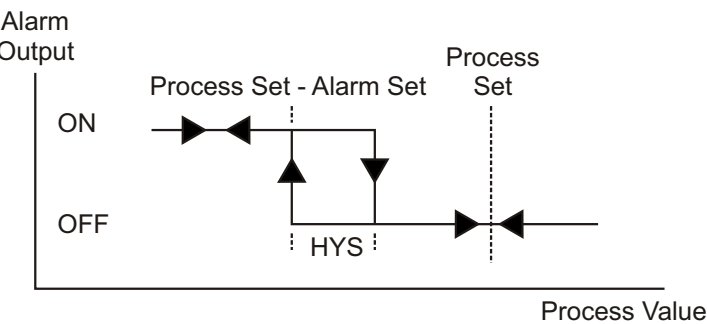 Alarm
Output
Process
Set
Process Set - Alarm Set
ON
OFF
HYS
Process Value